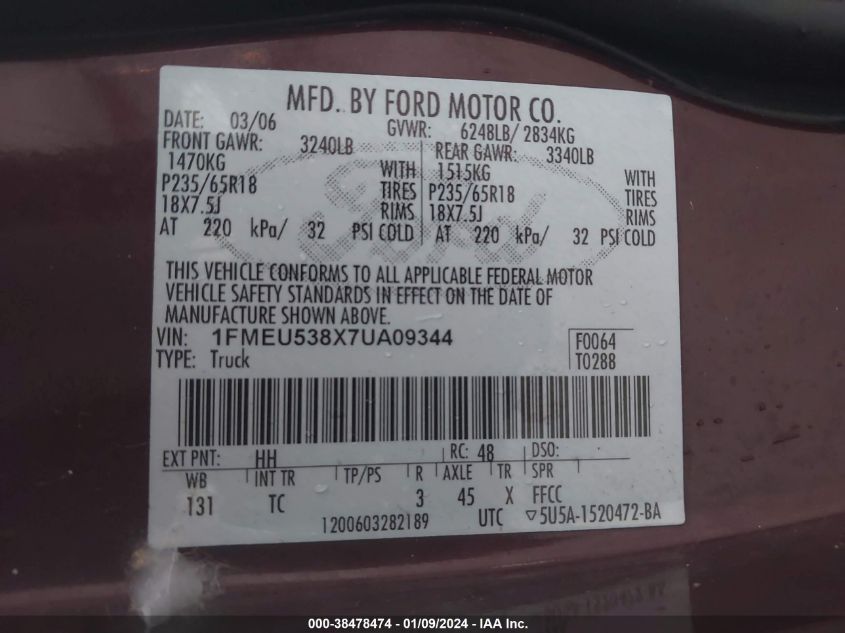 MFD. BY FORD MOTOR CO.
DATE: 03/06 GVWR: 6248LB/ 2834KG
FRONT GAWR: 3240LB REAR GAWR: 3340LB
1470KG WITH 1515KG WITH
P235/65R18 TIRES P235/65R18 TIRES
18X7.5J RIMS 18X7.5J RIMS
AT 220 kPa/ 32 PSI COLD AT 220 kPa/ 32 PSI COLD
Ford
THIS VEHICLE CONFORMS TO ALL APPLICABLE FEDERAL MOTOR
VEHICLE SAFETY STANDARDS IN EFFECT ON THE DATE OF
MANUFACTURE SHOWN ABOVE.
VIN: 1FMEU538X7UA09344 F0064
TYPE: Truck T0288
EXT PNT: HH RC: 48 DSO:
WB INT TR TP/PS R AXLE TR SPR
131 TC 3 45 X FFCC
1200603282189 UTC ▽5U5A-1520472-BA
000-38478474 — 01/09/2024 — IAA Inc.